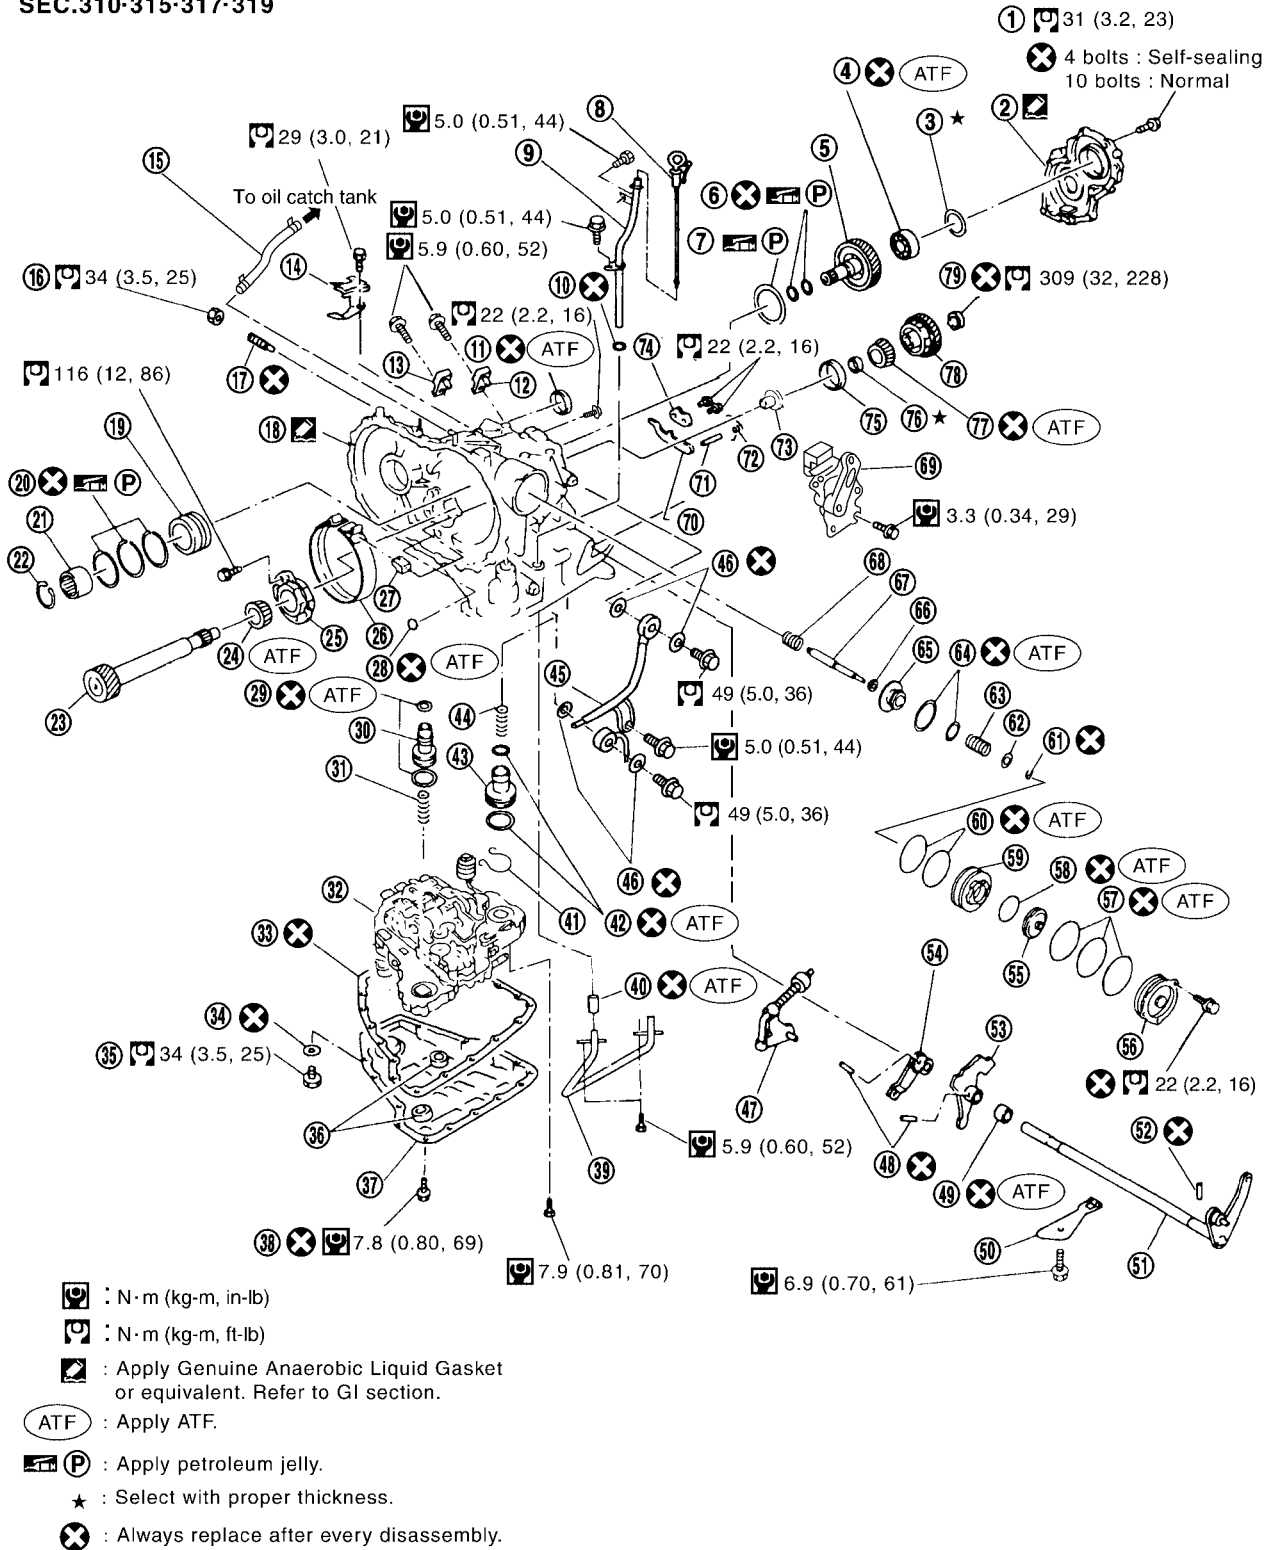 SEC.310·315·317·319
① 31 (3.2, 23)
4 bolts : Self-sealing
10 bolts : Normal
④ ATF
②
③ ★
⑧
5.0 (0.51, 44)
29 (3.0, 21)
⑨
⑤
⑮
To oil catch tank
⑥ P
5.0 (0.51, 44)
⑦ P
5.9 (0.60, 52)
⑭
⑯ 34 (3.5, 25)
⑩
79 309 (32, 228)
22 (2.2, 16)
74 22 (2.2, 16)
⑪ ATF
⑬
⑫
78
116 (12, 86)
⑰
75
76 ★
77 ATF
⑲
⑱
73
72
69
⑳ P
71
㉑
70
3.3 (0.34, 29)
㉒
46
68
67
66
㉗
65
64 ATF
㉖
㉕
㉔ ATF
㉘ ATF
45
49 (5.0, 36)
63
㉙ ATF
62
㉓
44
61
㉚
5.0 (0.51, 44)
43
㉛
49 (5.0, 36)
60 ATF
59
58 ATF
㉜
46
57 ATF
41
42 ATF
㉝
54
55
40 ATF
㉞
53
56
㉟ 34 (3.5, 25)
22 (2.2, 16)
47
52
36
5.9 (0.60, 52)
48
37
39
49 ATF
38 7.8 (0.80, 69)
50
51
7.9 (0.81, 70)
6.9 (0.70, 61)
: N·m (kg-m, in-lb)
: N·m (kg-m, ft-lb)
: Apply Genuine Anaerobic Liquid Gasket
or equivalent. Refer to GI section.
ATF : Apply ATF.
P : Apply petroleum jelly.
★ : Select with proper thickness.
: Always replace after every disassembly.